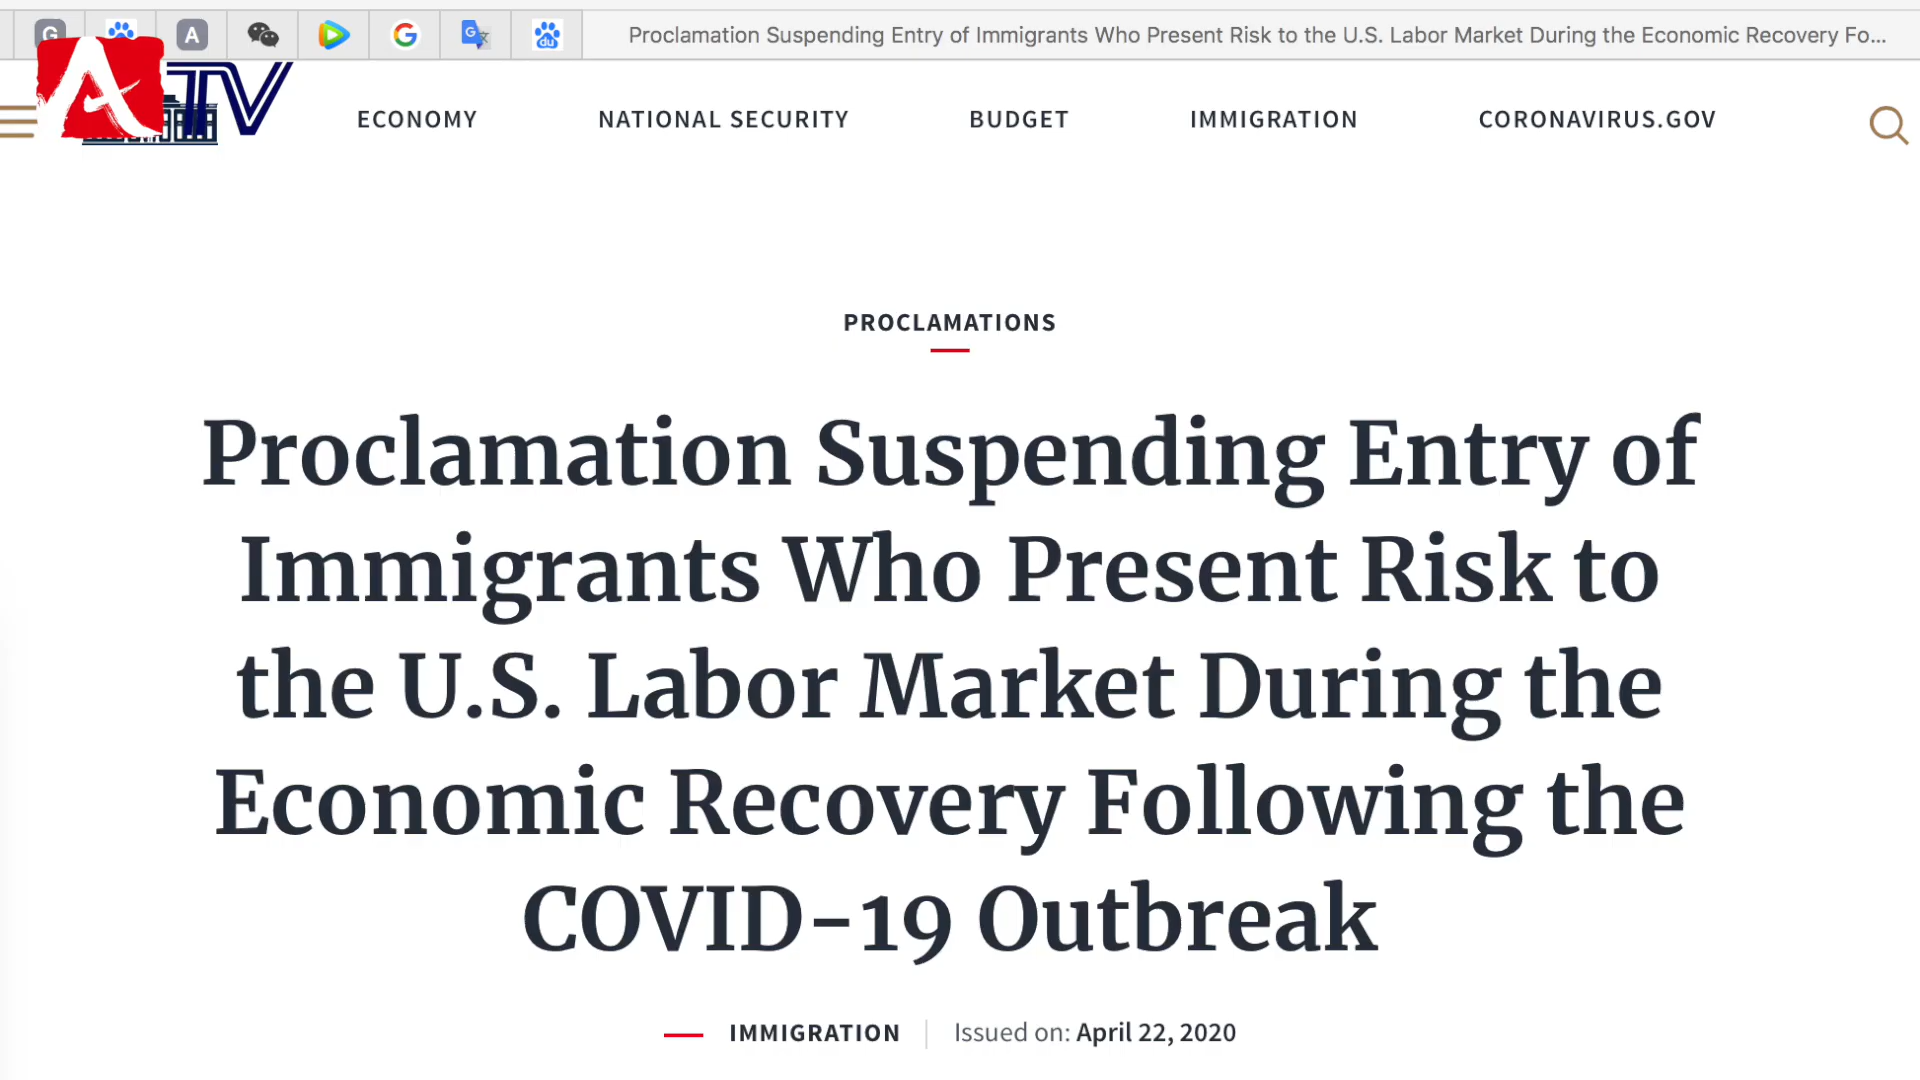 G
A
G
G
du
Proclamation Suspending Entry of Immigrants Who Present Risk to the U.S. Labor Market During the Economic Recovery Fo...
A TV
ECONOMY
NATIONAL SECURITY
BUDGET
IMMIGRATION
CORONAVIRUS.GOV
PROCLAMATIONS
Proclamation Suspending Entry of
Immigrants Who Present Risk to
the U.S. Labor Market During the
Economic Recovery Following the
COVID-19 Outbreak
IMMIGRATION
Issued on: April 22, 2020